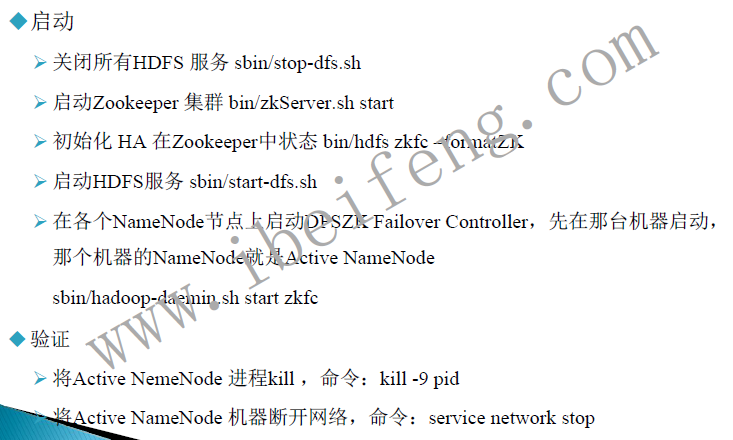 启动
关闭所有HDFS 服务 sbin/stop-dfs.sh
启动Zookeeper 集群 bin/zkServer.sh start
初始化 HA 在Zookeeper中状态 bin/hdfs zkfc –formatZK
启动HDFS服务 sbin/start-dfs.sh
在各个NameNode节点上启动DFSZK Failover Controller，先在那台机器启动，
那个机器的NameNode就是Active NameNode
sbin/hadoop-daemin.sh start zkfc
验证
将Active NemeNode 进程kill ，命令：kill -9 pid
将Active NameNode 机器断开网络，命令：service network stop
www.ibeifeng.com